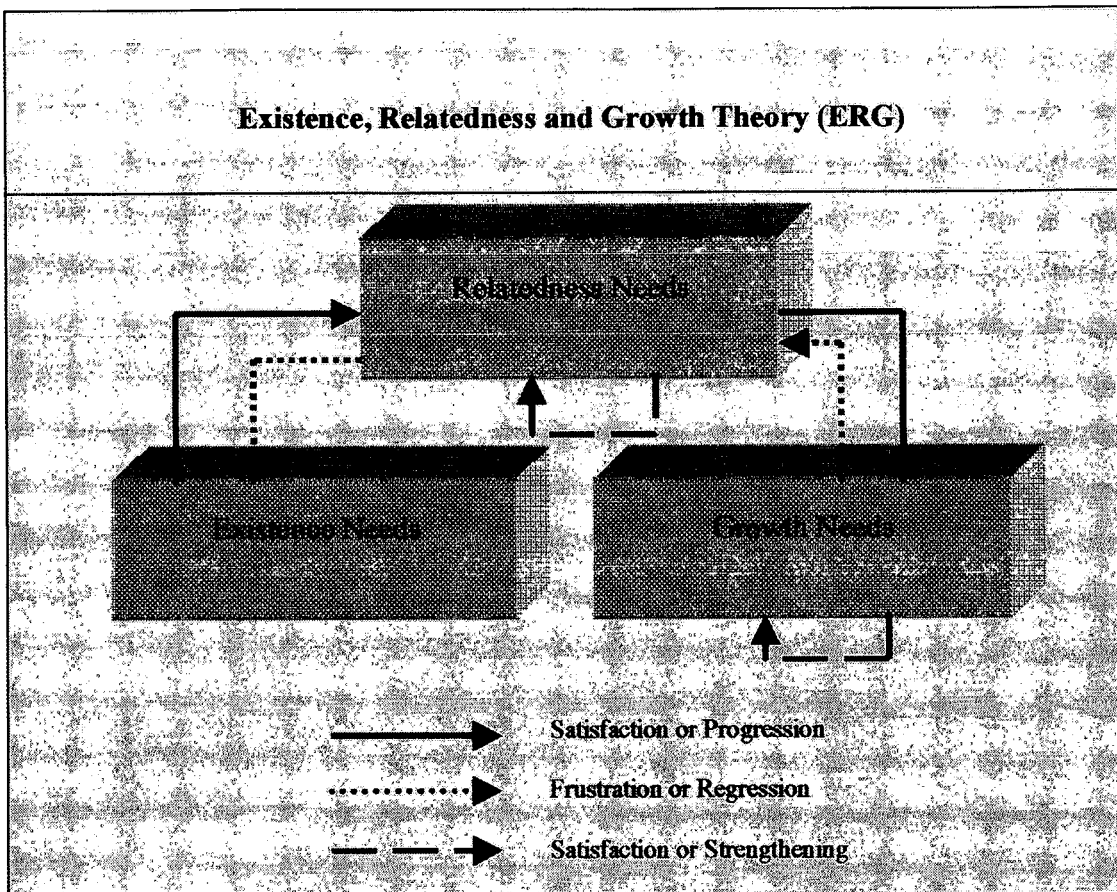 Existence, Relatedness and Growth Theory (ERG)
Relatedness Needs
Existence Needs
Growth Needs
Satisfaction or Progression
Frustration or Regression
Satisfaction or Strengthening